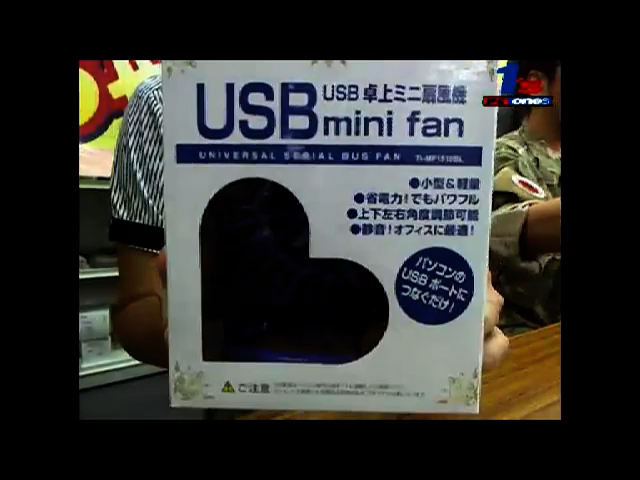 USB
USB 卓上ミニ扇風機
mini fan
UNIVERSAL SERIAL BUS FAN
●小型&軽量
●省電力!でもパワフル
●上下左右角度調節可能
●静音!オフィスに最適!
パソコンの
USBポートに
つなぐだけ!
ご注意